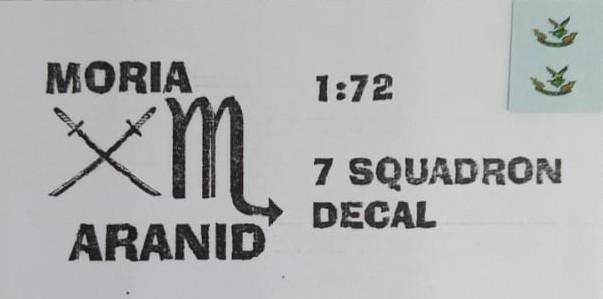 MORIA
ARANID
1:72
7 SQUADRON
DECAL